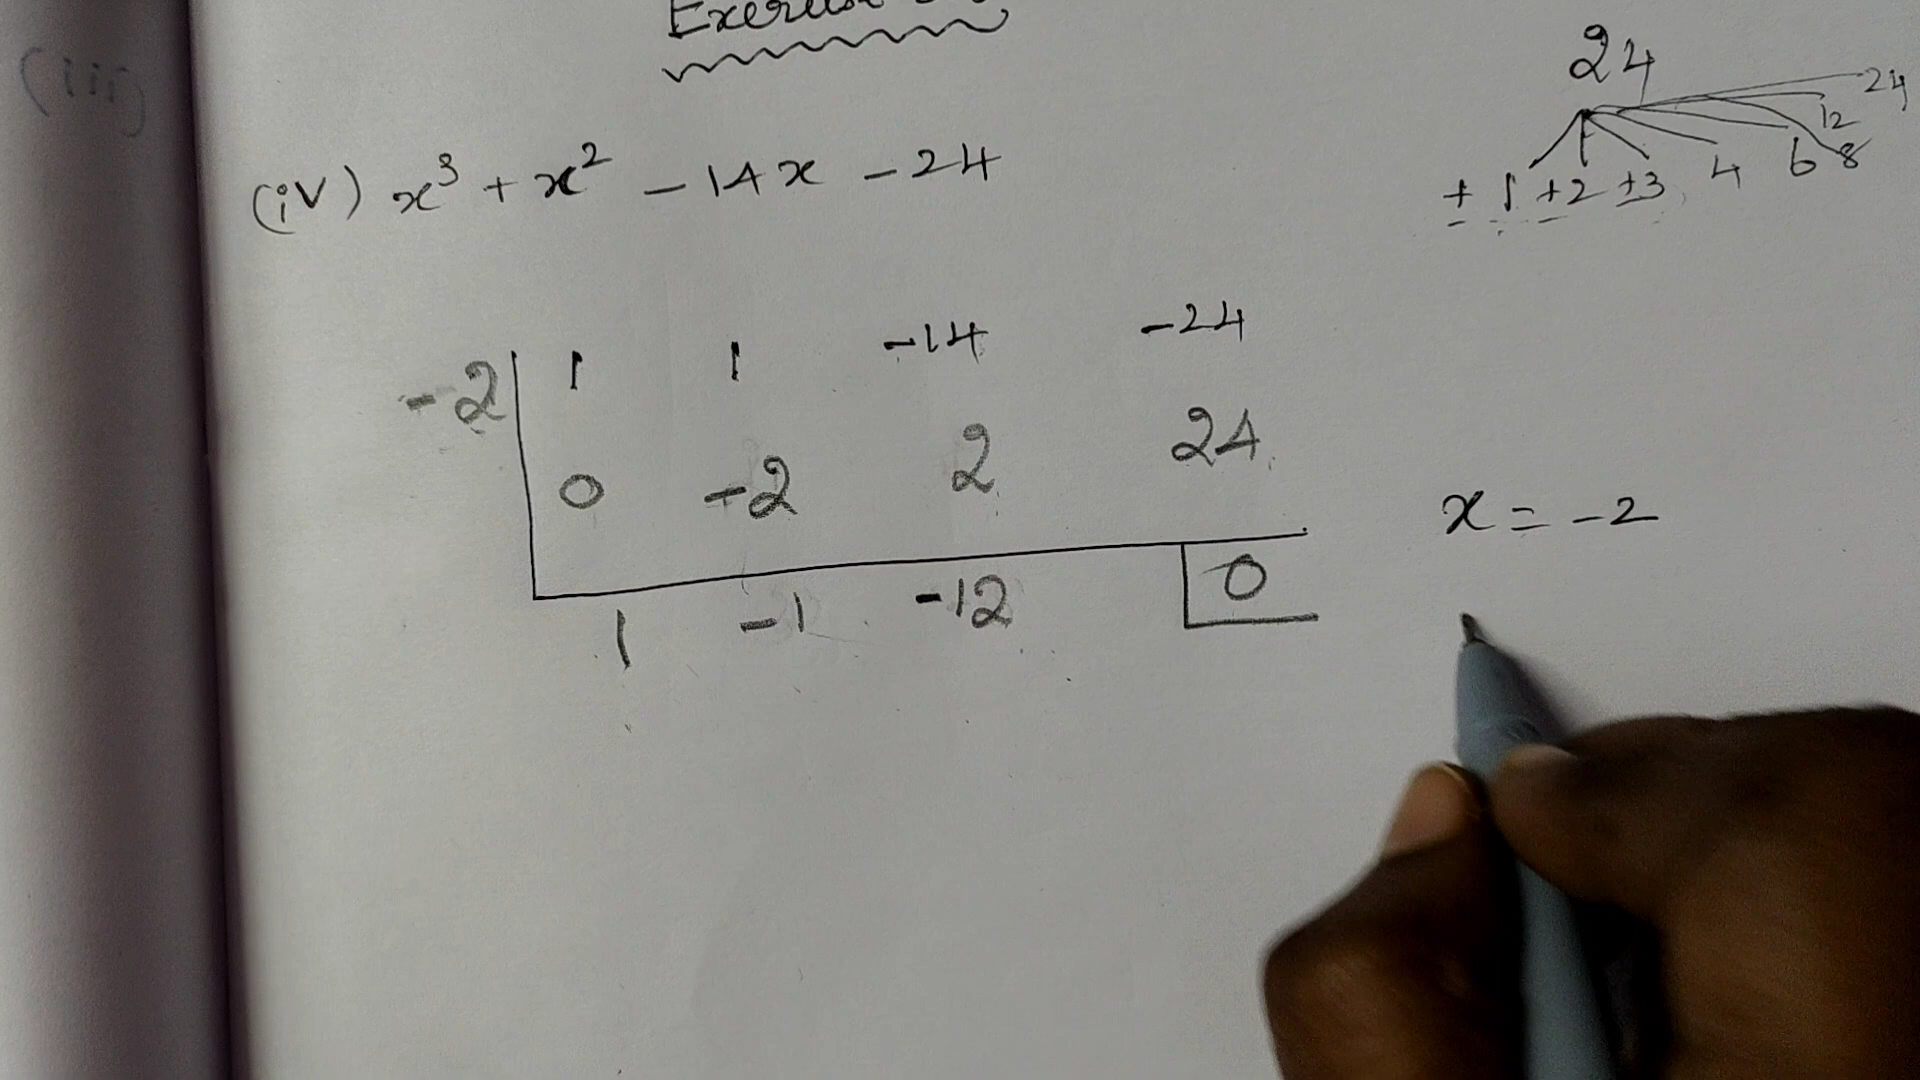 (iii)
(iv) x³ + x² - 14x - 24
24
± 1 ±2 ±3 4 6 8 12 24
-2 | 1 1 -14 -24
0 -2 2 24
1 -1 -12 0
x = -2